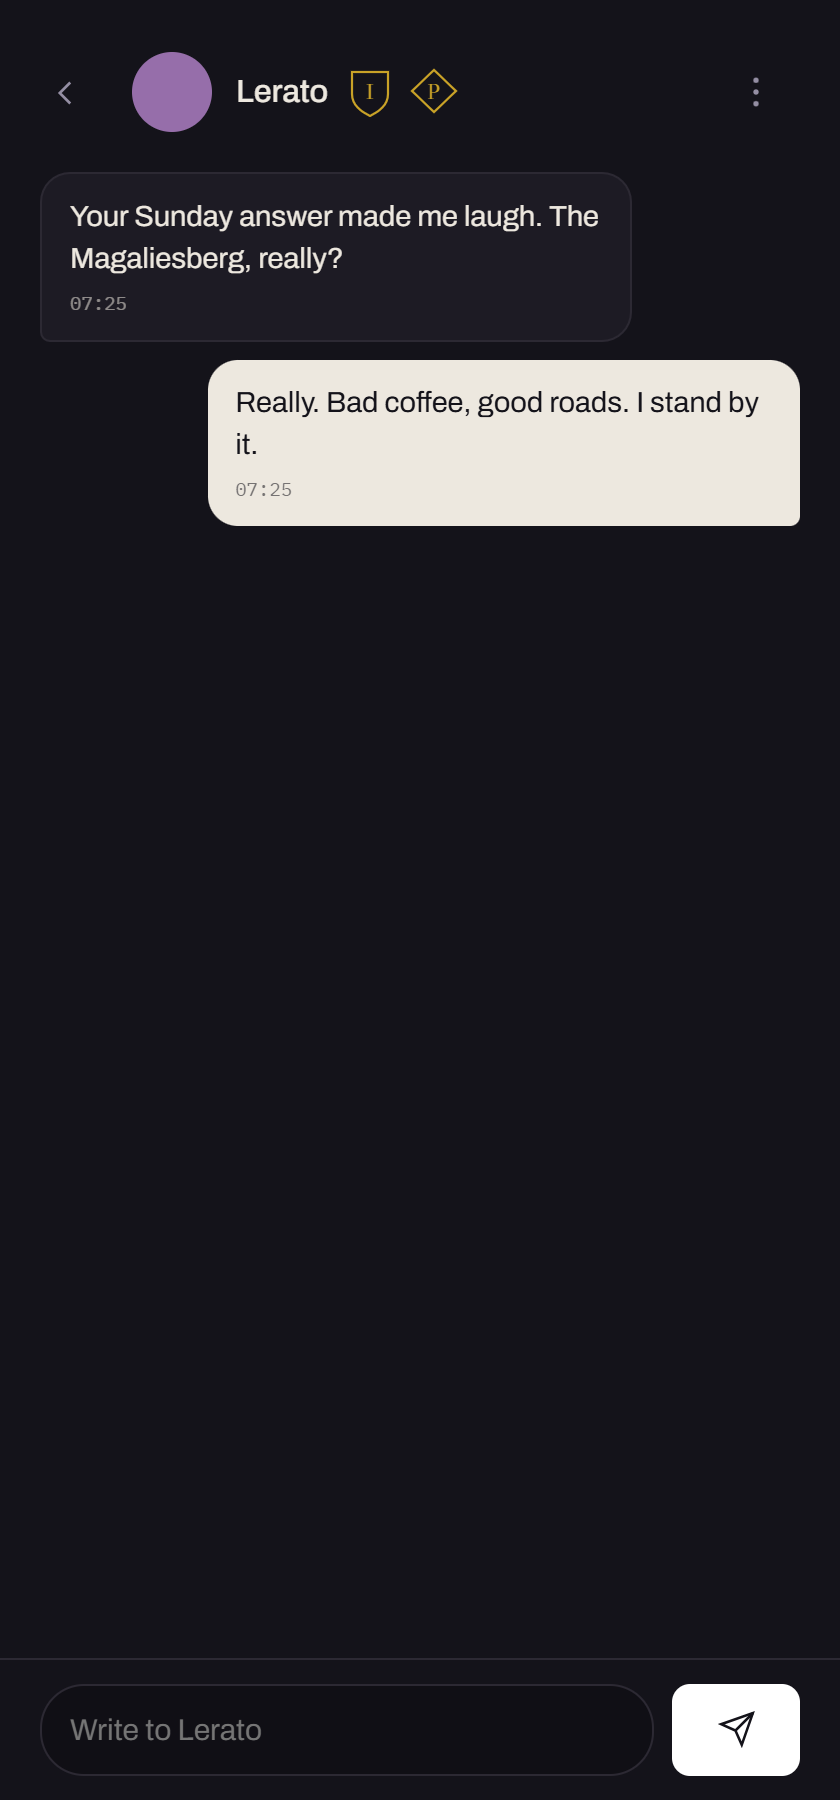 Lerato I P
Your Sunday answer made me laugh. The
Magaliesberg, really?
07:25
Really. Bad coffee, good roads. I stand by
it.
07:25
Write to Lerato